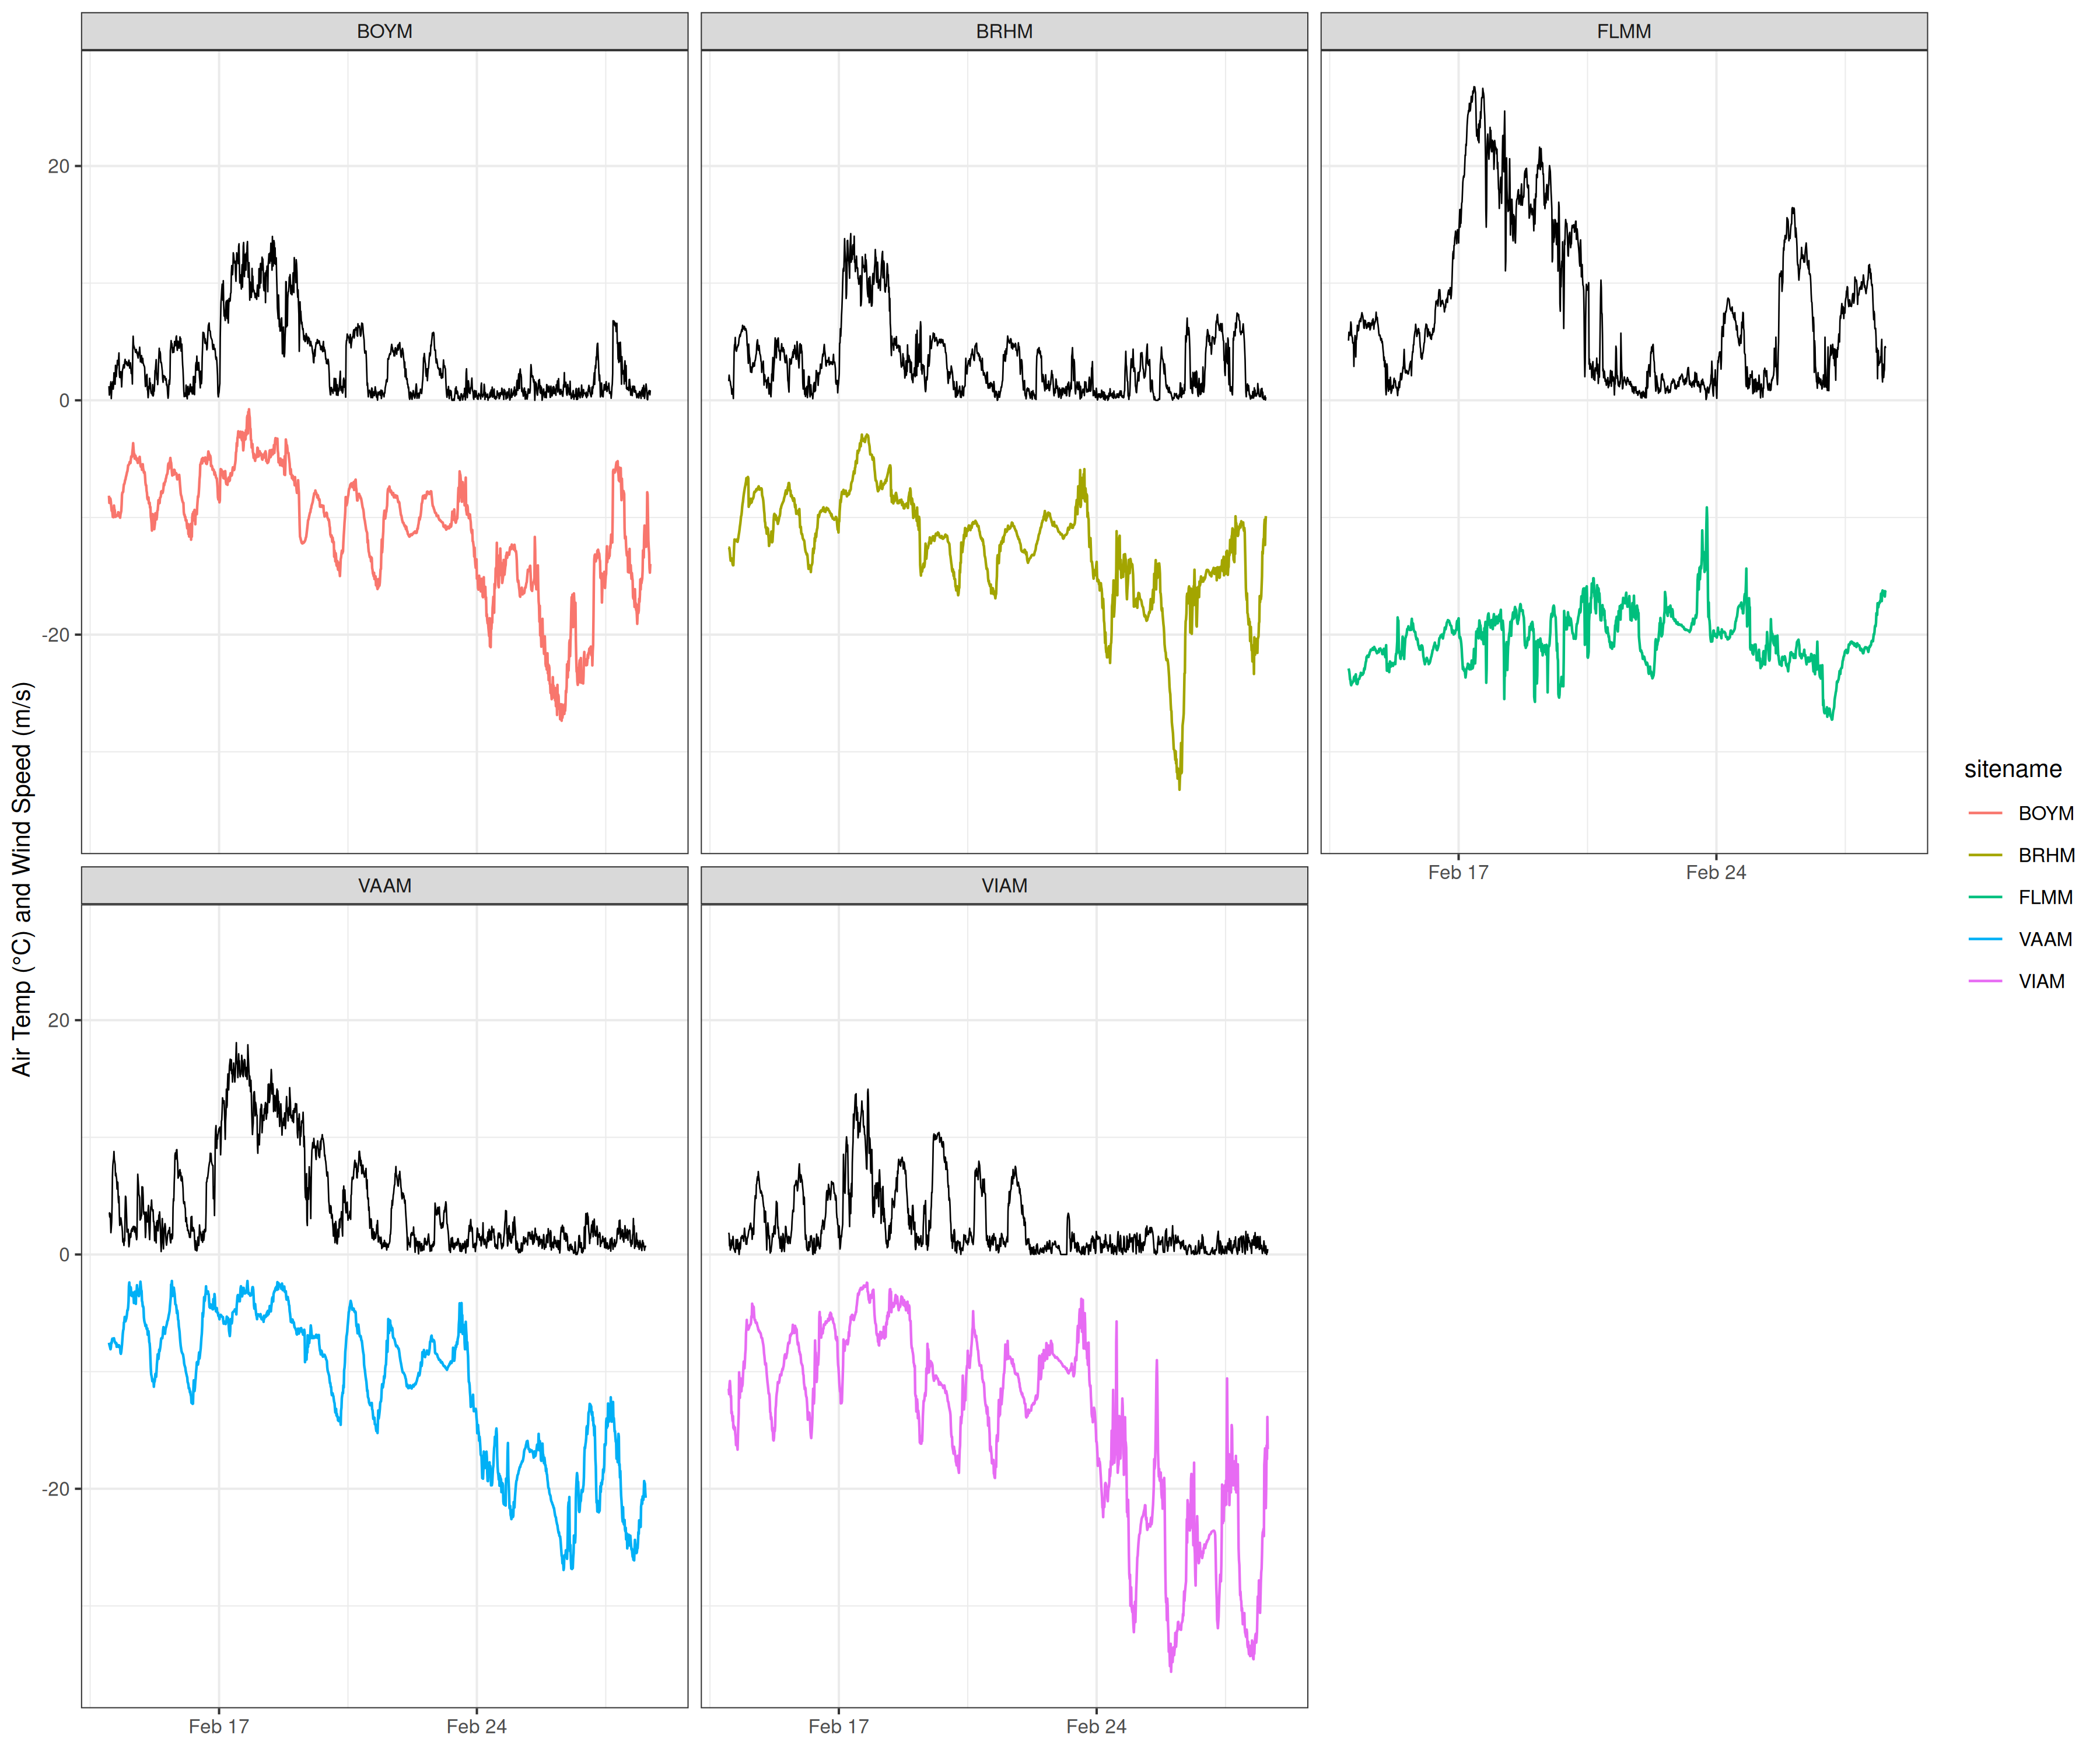 BOYM
BRHM
FLMM
20
0
-20
Feb 17
Feb 24
VAAM
VIAM
20
0
-20
Feb 17
Feb 24
Feb 17
Feb 24
Air Temp (°C) and Wind Speed (m/s)
sitename
BOYM
BRHM
FLMM
VAAM
VIAM